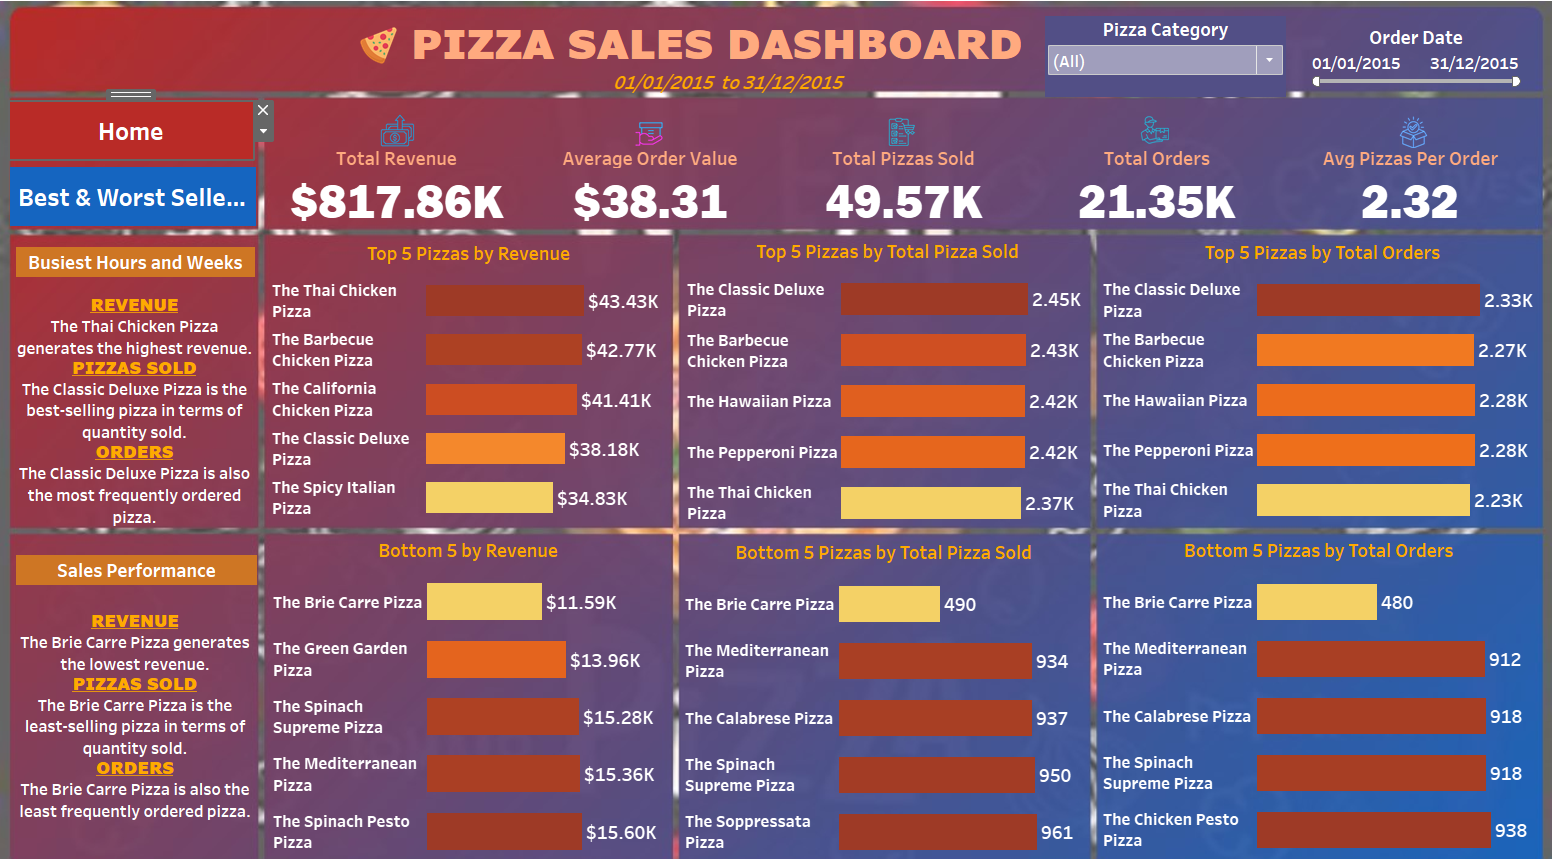 PIZZA SALES DASHBOARD
01/01/2015 to 31/12/2015
Pizza Category
(All)
Order Date
01/01/2015 31/12/2015
Home
Best & Worst Selle...
Total Revenue
$817.86K
Average Order Value
$38.31
Total Pizzas Sold
49.57K
Total Orders
21.35K
Avg Pizzas Per Order
2.32
Busiest Hours and Weeks
REVENUE
The Thai Chicken Pizza
generates the highest revenue.
PIZZAS SOLD
The Classic Deluxe Pizza is the
best-selling pizza in terms of
quantity sold.
ORDERS
The Classic Deluxe Pizza is also
the most frequently ordered
pizza.
Top 5 Pizzas by Revenue
The Thai Chicken
Pizza
$43.43K
The Barbecue
Chicken Pizza
$42.77K
The California
Chicken Pizza
$41.41K
The Classic Deluxe
Pizza
$38.18K
The Spicy Italian
Pizza
$34.83K
Top 5 Pizzas by Total Pizza Sold
The Classic Deluxe
Pizza
2.45K
The Barbecue
Chicken Pizza
2.43K
The Hawaiian Pizza
2.42K
The Pepperoni Pizza
2.42K
The Thai Chicken
Pizza
2.37K
Top 5 Pizzas by Total Orders
The Classic Deluxe
Pizza
2.33K
The Barbecue
Chicken Pizza
2.27K
The Hawaiian Pizza
2.28K
The Pepperoni Pizza
2.28K
The Thai Chicken
Pizza
2.23K
Sales Performance
REVENUE
The Brie Carre Pizza generates
the lowest revenue.
PIZZAS SOLD
The Brie Carre Pizza is the
least-selling pizza in terms of
quantity sold.
ORDERS
The Brie Carre Pizza is also the
least frequently ordered pizza.
Bottom 5 by Revenue
The Brie Carre Pizza
$11.59K
The Green Garden
Pizza
$13.96K
The Spinach
Supreme Pizza
$15.28K
The Mediterranean
Pizza
$15.36K
The Spinach Pesto
Pizza
$15.60K
Bottom 5 Pizzas by Total Pizza Sold
The Brie Carre Pizza
490
The Mediterranean
Pizza
934
The Calabrese Pizza
937
The Spinach
Supreme Pizza
950
The Soppressata
Pizza
961
Bottom 5 Pizzas by Total Orders
The Brie Carre Pizza
480
The Mediterranean
Pizza
912
The Calabrese Pizza
918
The Spinach
Supreme Pizza
918
The Chicken Pesto
Pizza
938